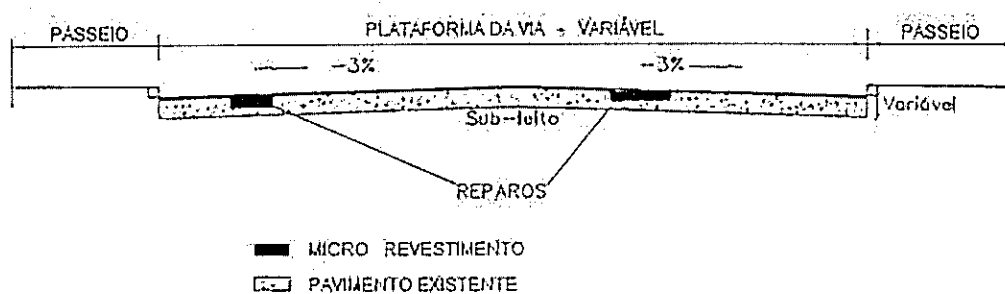 PASSEIO PLATAFORMA DA VIA - VARIÁVEL PASSEIO
-3% -3%
Variável
Sub-leito
REPAROS
MICRO REVESTIMENTO
PAVIMENTO EXISTENTE